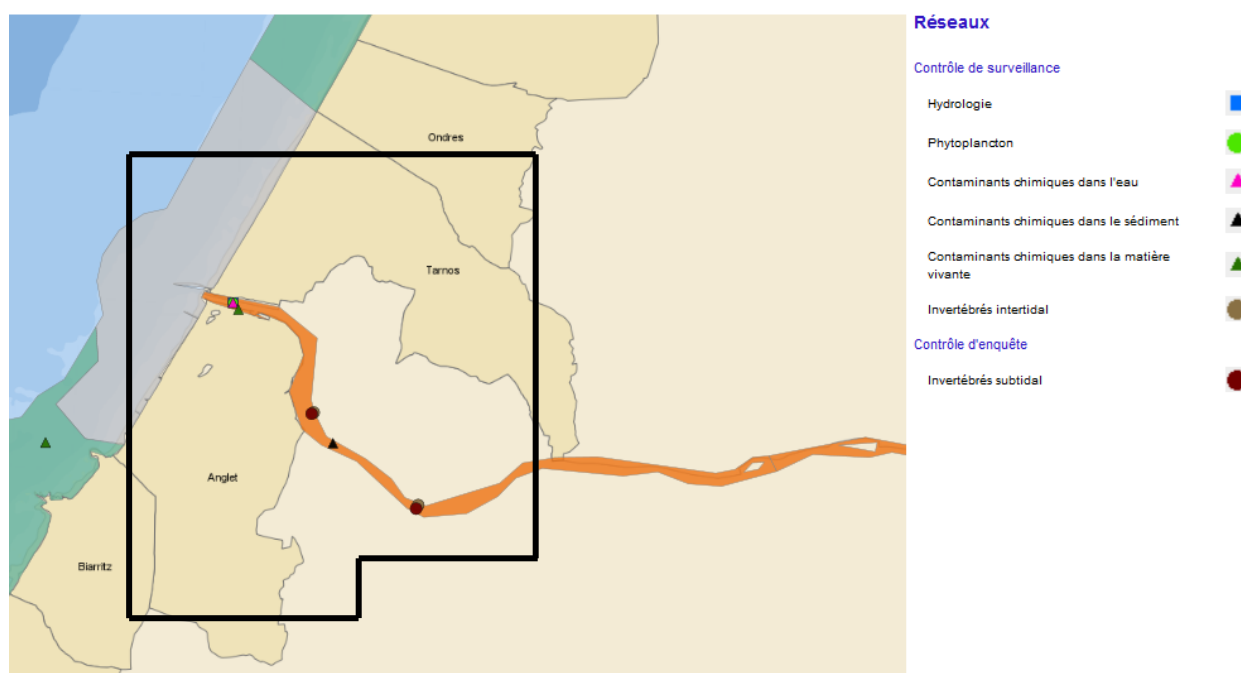 Réseaux
Contrôle de surveillance
Hydrologie
Phytoplancton
Contaminants chimiques dans l'eau
Contaminants chimiques dans le sédiment
Contaminants chimiques dans la matière
vivante
Invertébrés intertidal
Contrôle d'enquête
Invertébrés subtidal
Ondres
Tarnos
Anglet
Biarritz